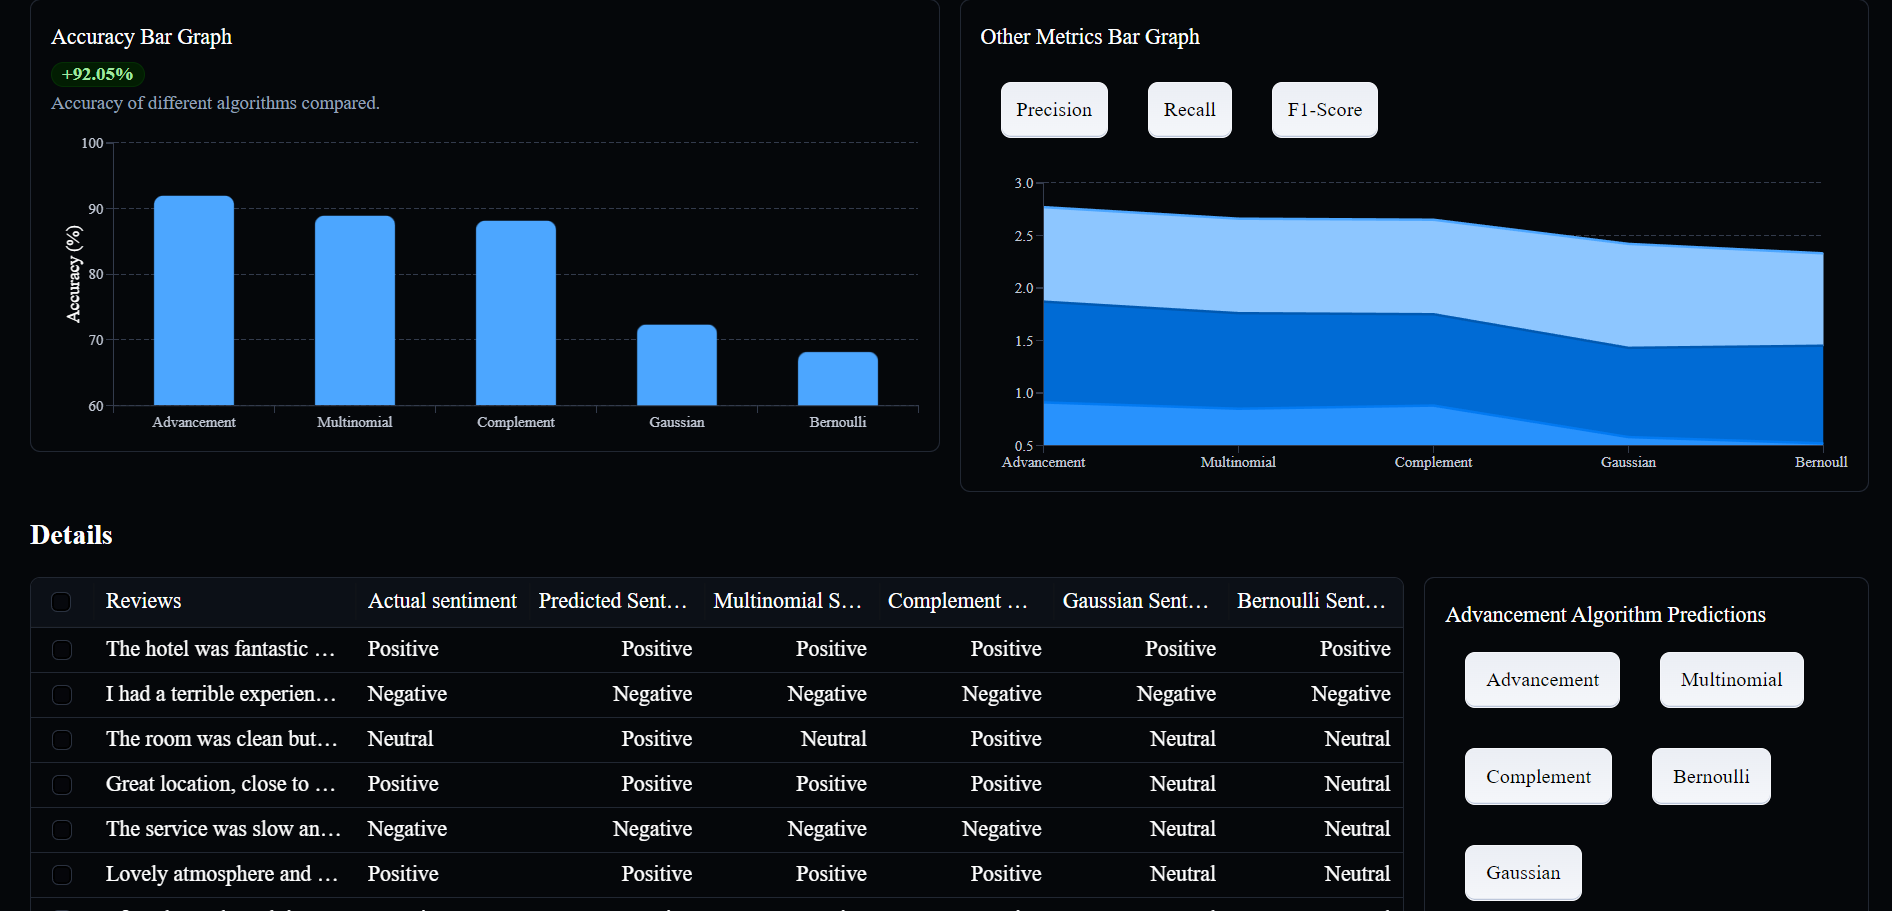 Accuracy Bar Graph
+92.05%
Accuracy of different algorithms compared.
100
90
80
70
60
Accuracy (%)
Advancement Multinomial Complement Gaussian Bernoulli
Other Metrics Bar Graph
Precision Recall F1-Score
3.0
2.5
2.0
1.5
1.0
0.5
Advancement Multinomial Complement Gaussian Bernoull
Details
Reviews Actual sentiment Predicted Sent... Multinomial S... Complement ... Gaussian Sent... Bernoulli Sent...
The hotel was fantastic ... Positive Positive Positive Positive Positive Positive
I had a terrible experien... Negative Negative Negative Negative Negative Negative
The room was clean but... Neutral Positive Neutral Positive Neutral Neutral
Great location, close to ... Positive Positive Positive Positive Neutral Neutral
The service was slow an... Negative Negative Negative Negative Neutral Neutral
Lovely atmosphere and ... Positive Positive Positive Positive Neutral Neutral
Advancement Algorithm Predictions
Advancement Multinomial
Complement Bernoulli
Gaussian